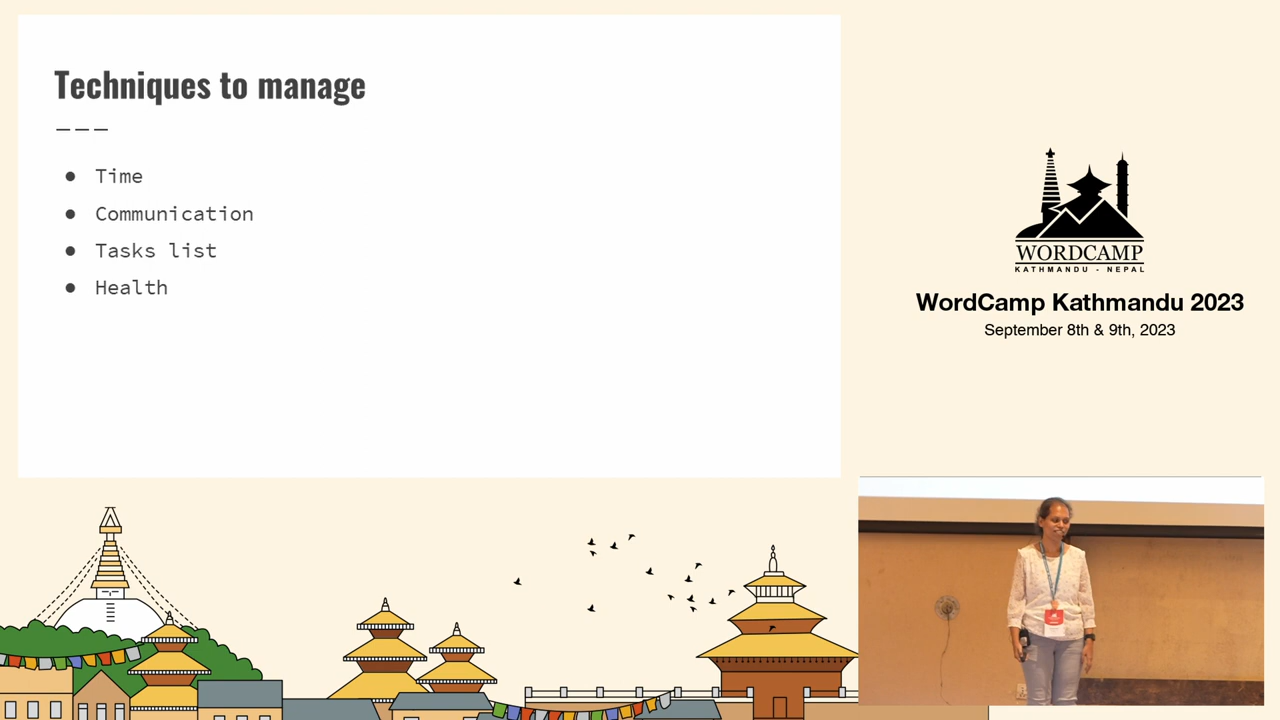 Techniques to manage
Time
Communication
Tasks list
Health
WORDCAMP
KATHMANDU - NEPAL
WordCamp Kathmandu 2023
September 8th & 9th, 2023